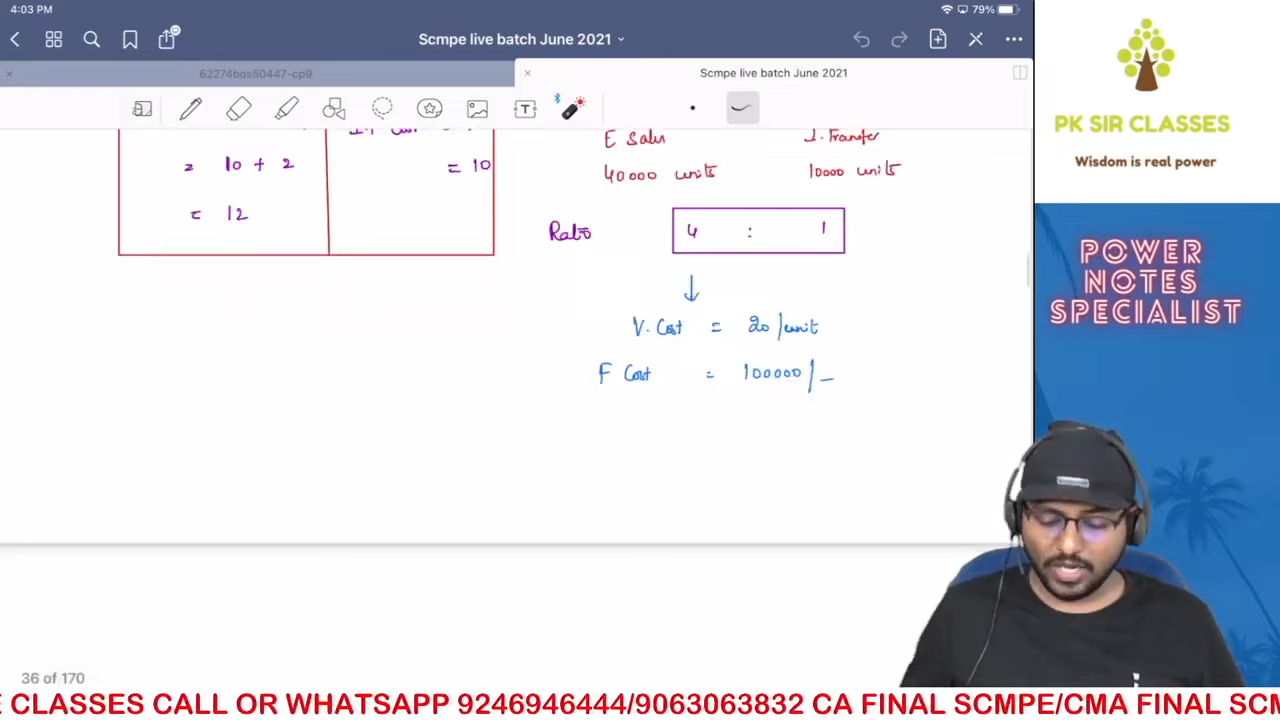 4:03 PM
79%
Scmpe live batch June 2021
62274bos50447-cp9
Scmpe live batch June 2021
T
= 10 + 2
= 12
= 10
E Sales
I. Transfer
40000 units
10000 units
Ratio
4 : 1
V. Cost = 20/unit
F Cost = 100000/-
36 of 170
PK SIR CLASSES
Wisdom is real power
POWER
NOTES
SPECIALIST
E CLASSES CALL OR WHATSAPP 9246946444/9063063832 CA FINAL SCMPE/CMA FINAL SCM